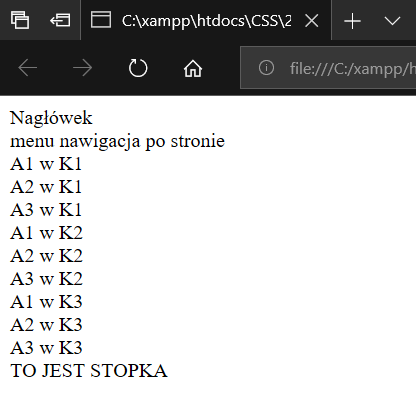 C:\xampp\htdocs\CSS\2
file:///C:/xampp/h
Nagłówek
menu nawigacja po stronie
A1 w K1
A2 w K1
A3 w K1
A1 w K2
A2 w K2
A3 w K2
A1 w K3
A2 w K3
A3 w K3
TO JEST STOPKA